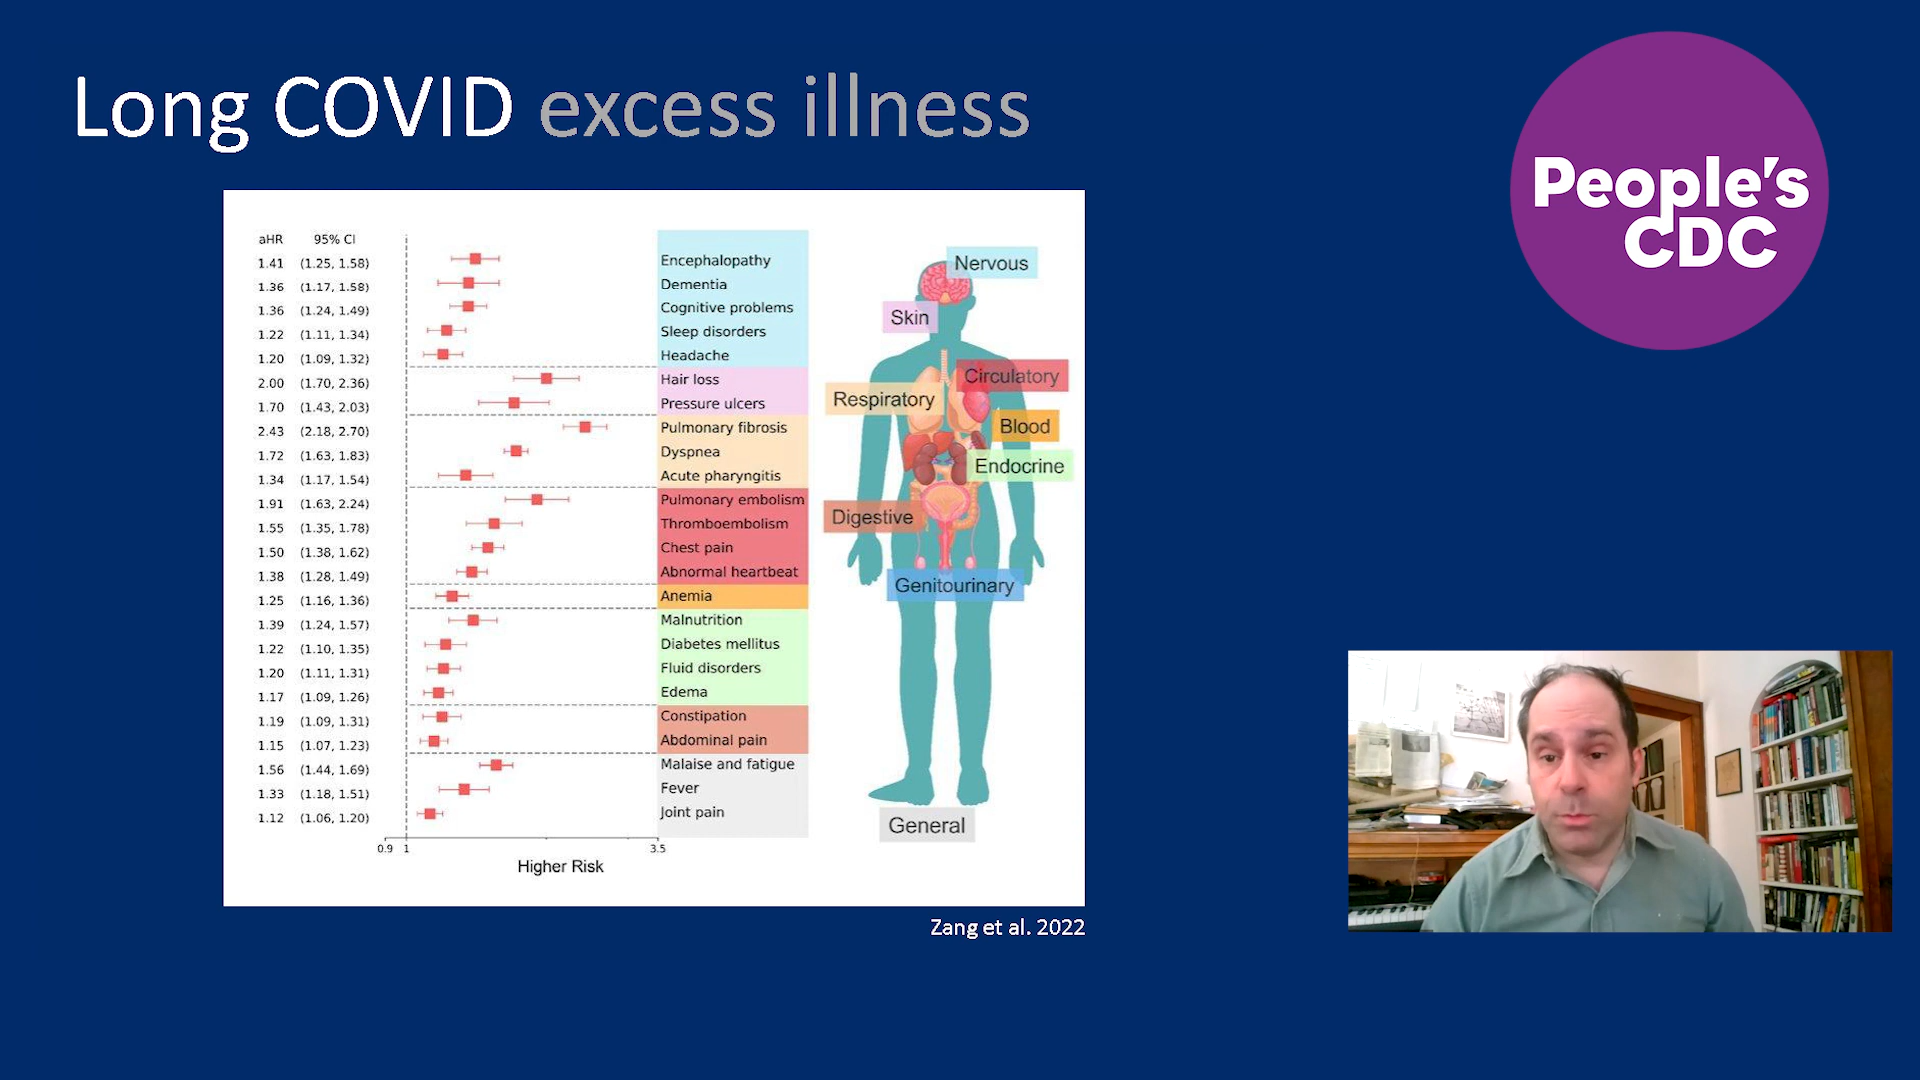 Long COVID excess illness
People's
CDC
aHR 95% CI
1.41 (1.25, 1.58) Encephalopathy
1.36 (1.17, 1.58) Dementia
1.36 (1.24, 1.49) Cognitive problems
1.22 (1.11, 1.34) Sleep disorders
1.20 (1.09, 1.32) Headache
2.00 (1.70, 2.36) Hair loss
1.70 (1.43, 2.03) Pressure ulcers
2.43 (2.18, 2.70) Pulmonary fibrosis
1.72 (1.63, 1.83) Dyspnea
1.34 (1.17, 1.54) Acute pharyngitis
1.91 (1.63, 2.24) Pulmonary embolism
1.55 (1.35, 1.78) Thromboembolism
1.50 (1.38, 1.62) Chest pain
1.38 (1.28, 1.49) Abnormal heartbeat
1.25 (1.16, 1.36) Anemia
1.39 (1.24, 1.57) Malnutrition
1.22 (1.10, 1.35) Diabetes mellitus
1.20 (1.11, 1.31) Fluid disorders
1.17 (1.09, 1.26) Edema
1.19 (1.09, 1.31) Constipation
1.15 (1.07, 1.23) Abdominal pain
1.56 (1.44, 1.69) Malaise and fatigue
1.33 (1.18, 1.51) Fever
1.12 (1.06, 1.20) Joint pain
0.9 1 3.5
Higher Risk
Nervous
Skin
Circulatory
Respiratory
Blood
Endocrine
Digestive
Genitourinary
General
Zang et al. 2022